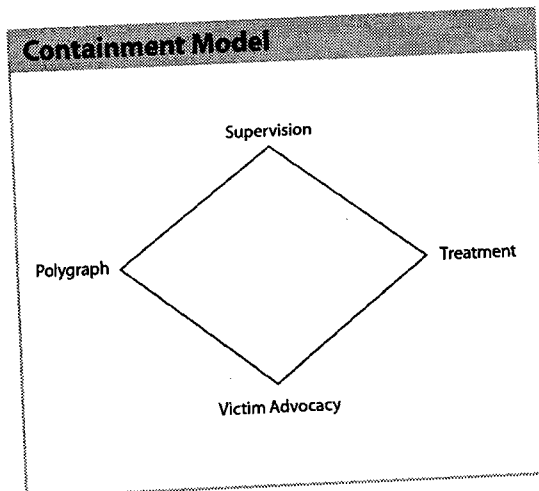 Containment Model
Supervision
Polygraph
Treatment
Victim Advocacy